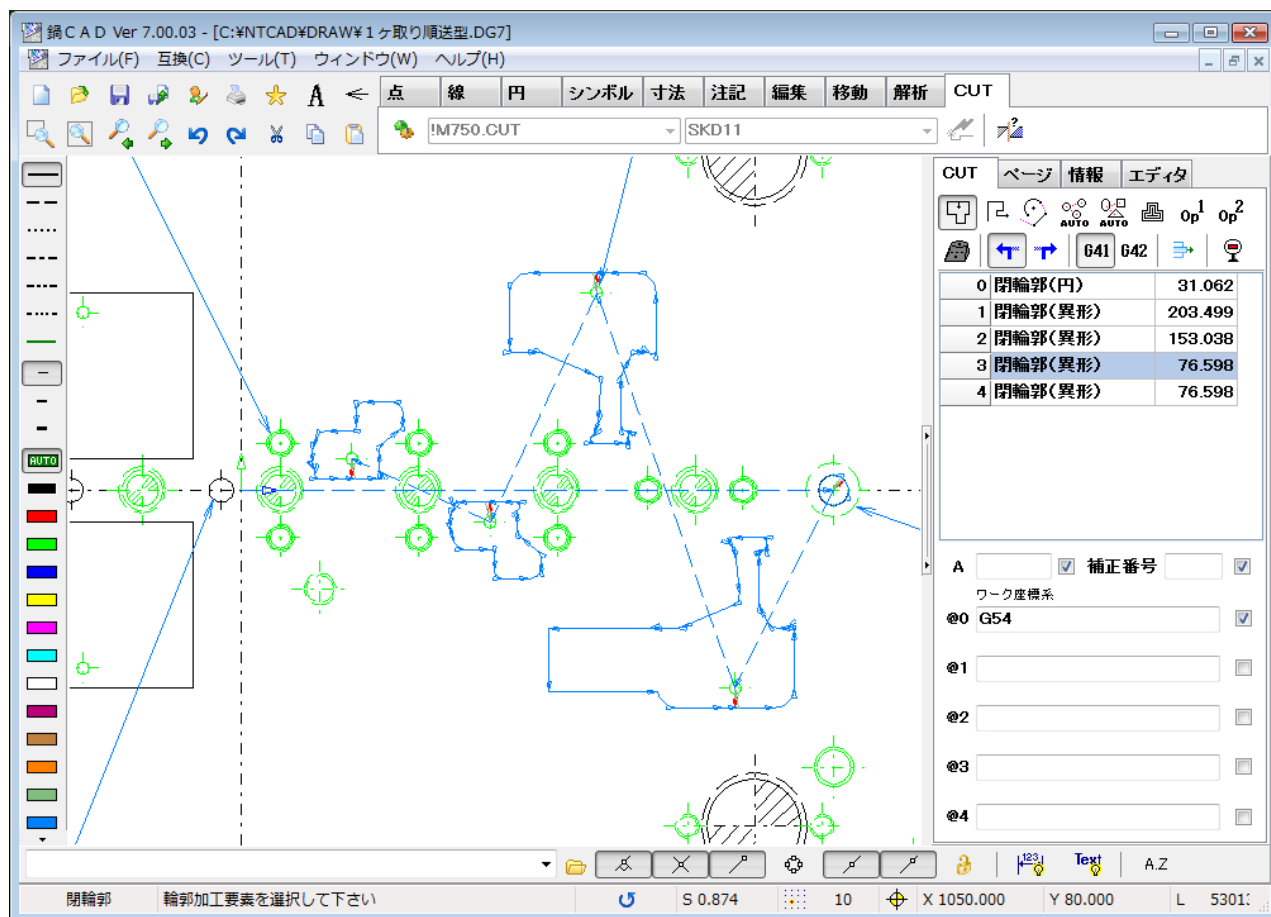 鍋CAD Ver 7.00.03 - [C:¥NTCAD¥DRAW¥1ヶ取り順送型.DG7]
ファイル(F) 互換(C) ツール(T) ウィンドウ(W) ヘルプ(H)
点 線 円 シンボル 寸法 注記 編集 移動 解析 CUT
A
!M750.CUT SKD11
CUT ページ 情報 エディタ
AUTO AUTO Op1 Op2
G41 G42
0 閉輪郭(円) 31.062
1 閉輪郭(異形) 203.499
2 閉輪郭(異形) 153.038
3 閉輪郭(異形) 76.598
4 閉輪郭(異形) 76.598
AUTO
A 補正番号
ワーク座標系
@0 G54
@1
@2
@3
@4
123 Text A.Z
閉輪郭 輪郭加工要素を選択して下さい S 0.874 10 X 1050.000 Y 80.000 L